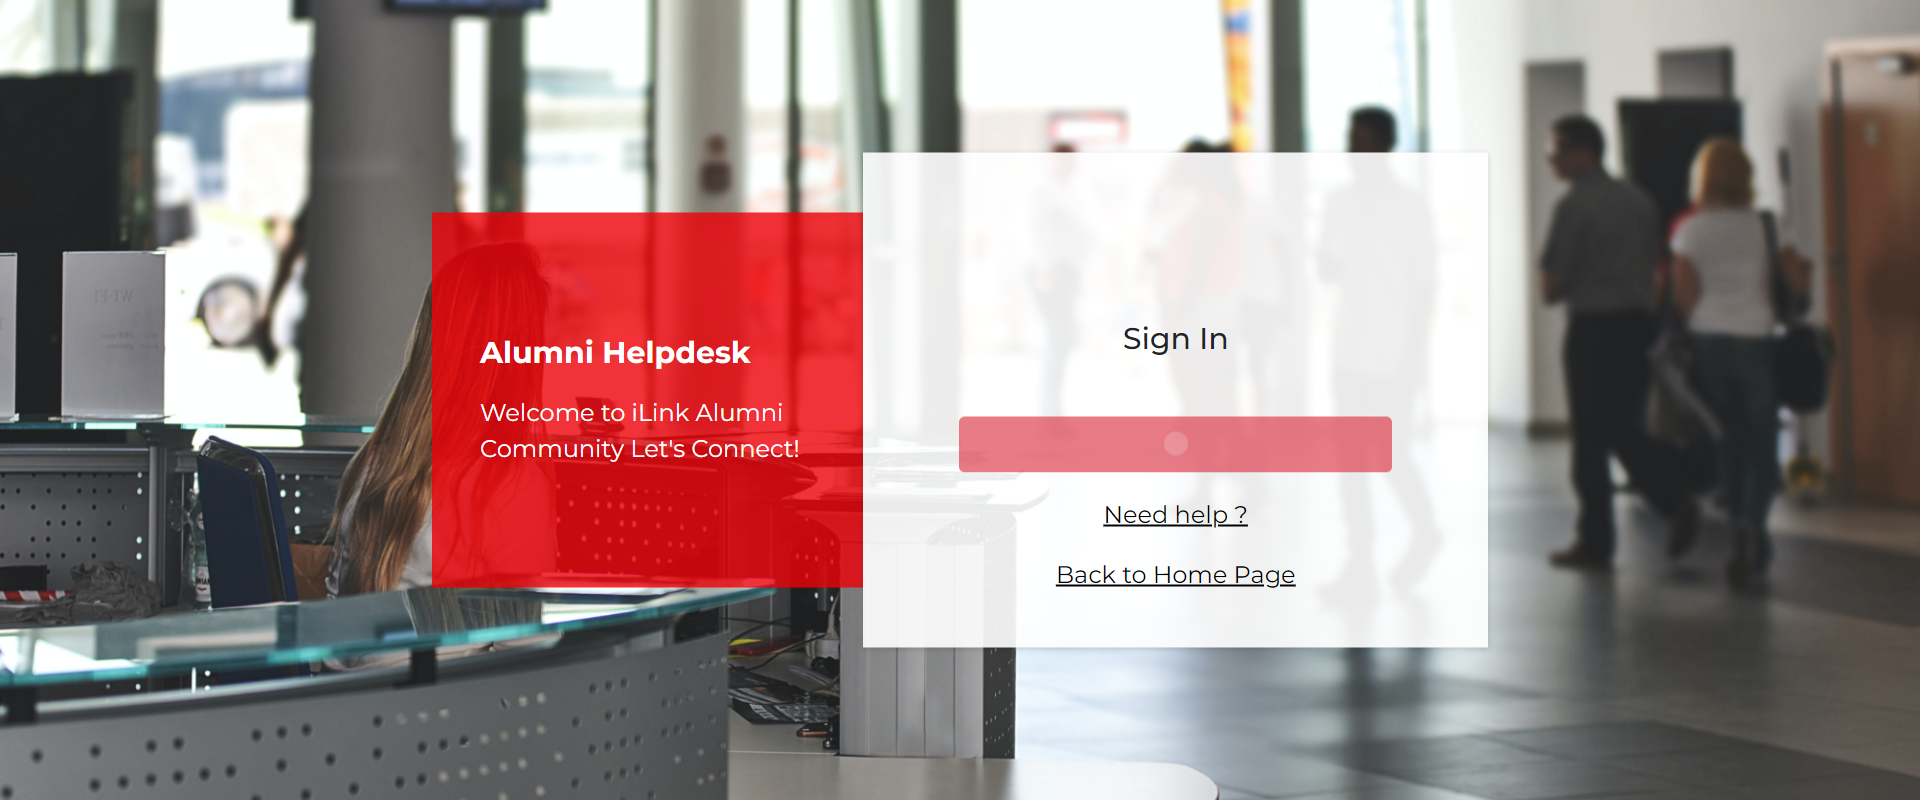 Alumni Helpdesk
Welcome to iLink Alumni
Community Let's Connect!
Sign In
Need help ?
Back to Home Page